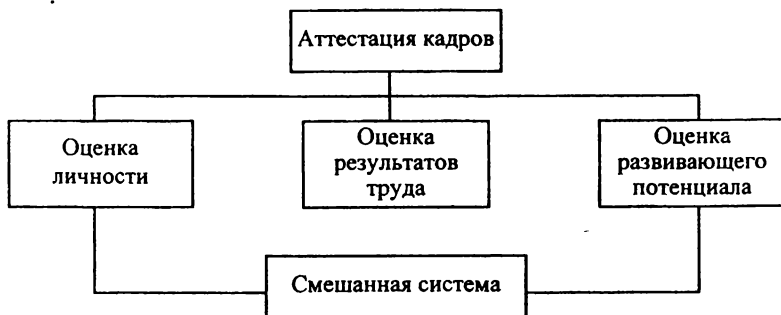 Аттестация кадров
Оценка
личности
Оценка
результатов
труда
Оценка
развивающего
потенциала
Смешанная система